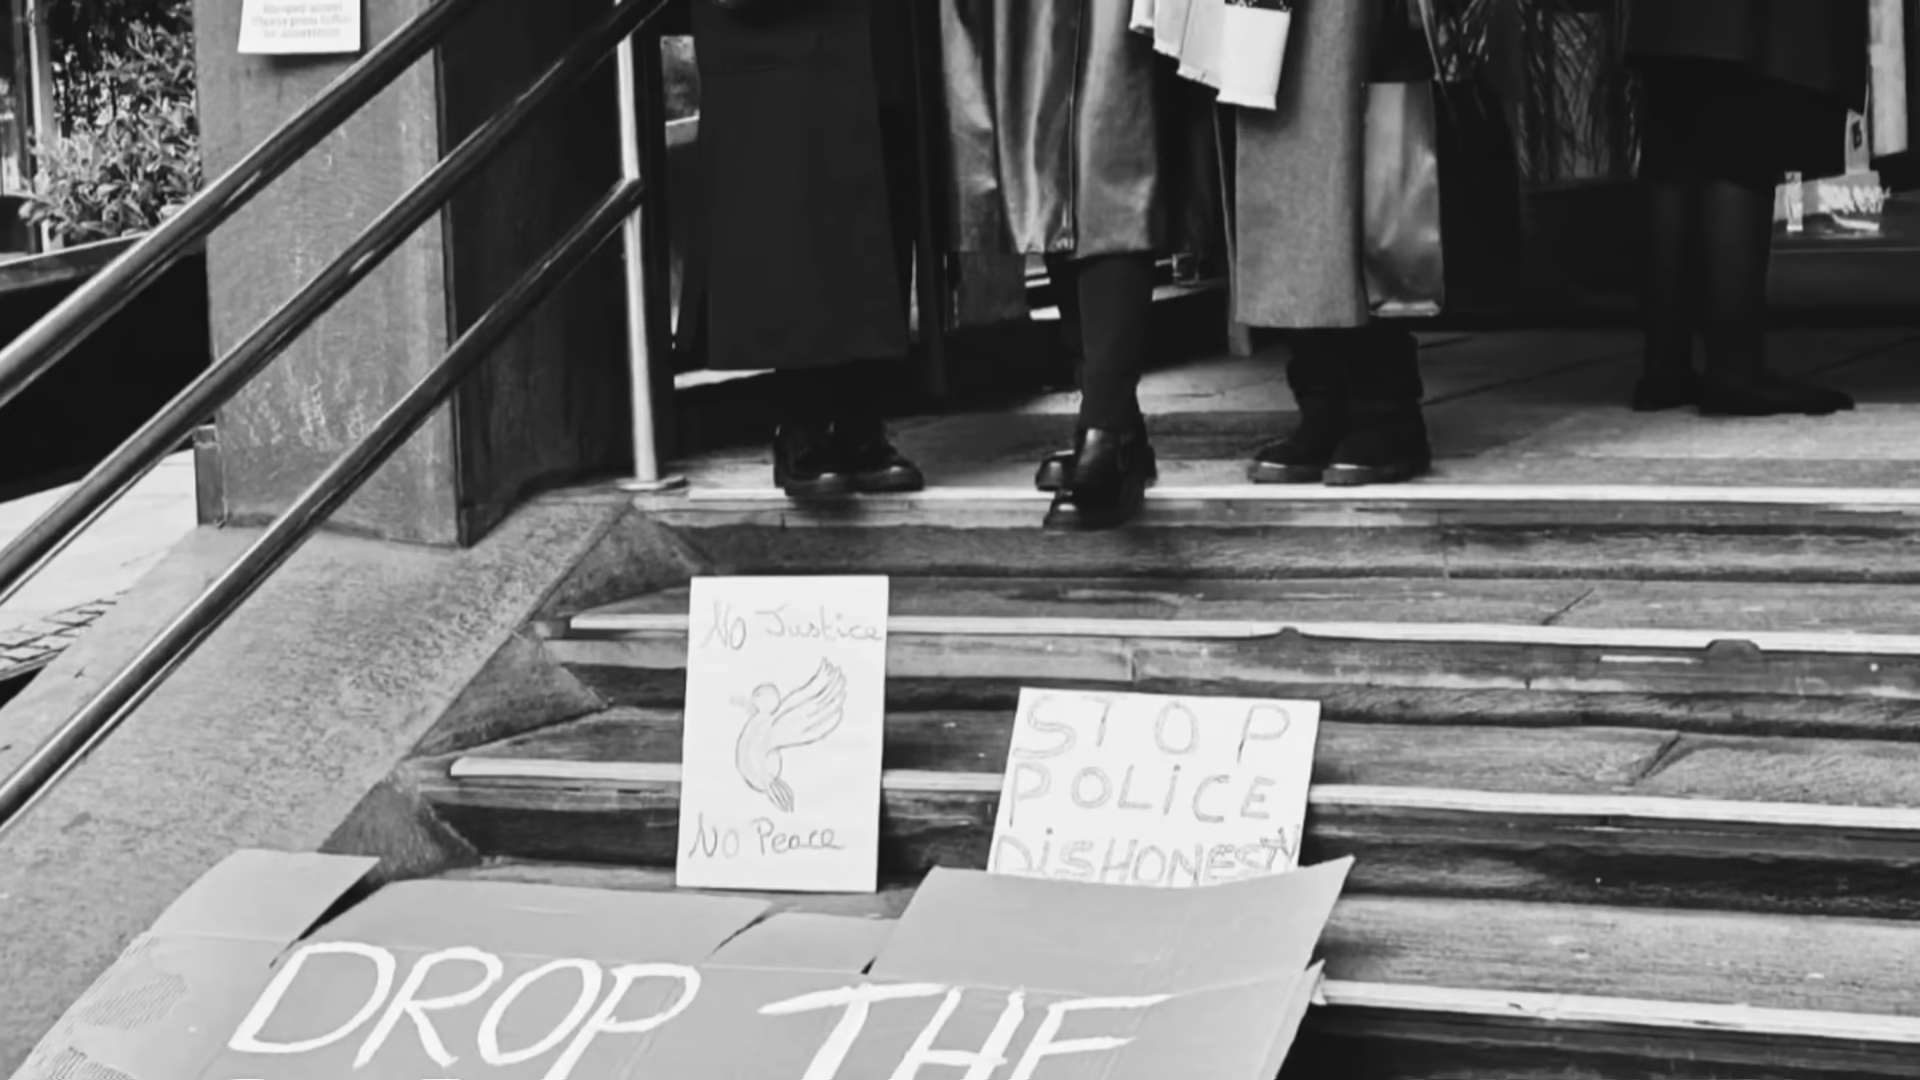 No Justice
No Peace
STOP
POLiCE
DiSHONESTY
DROP THE